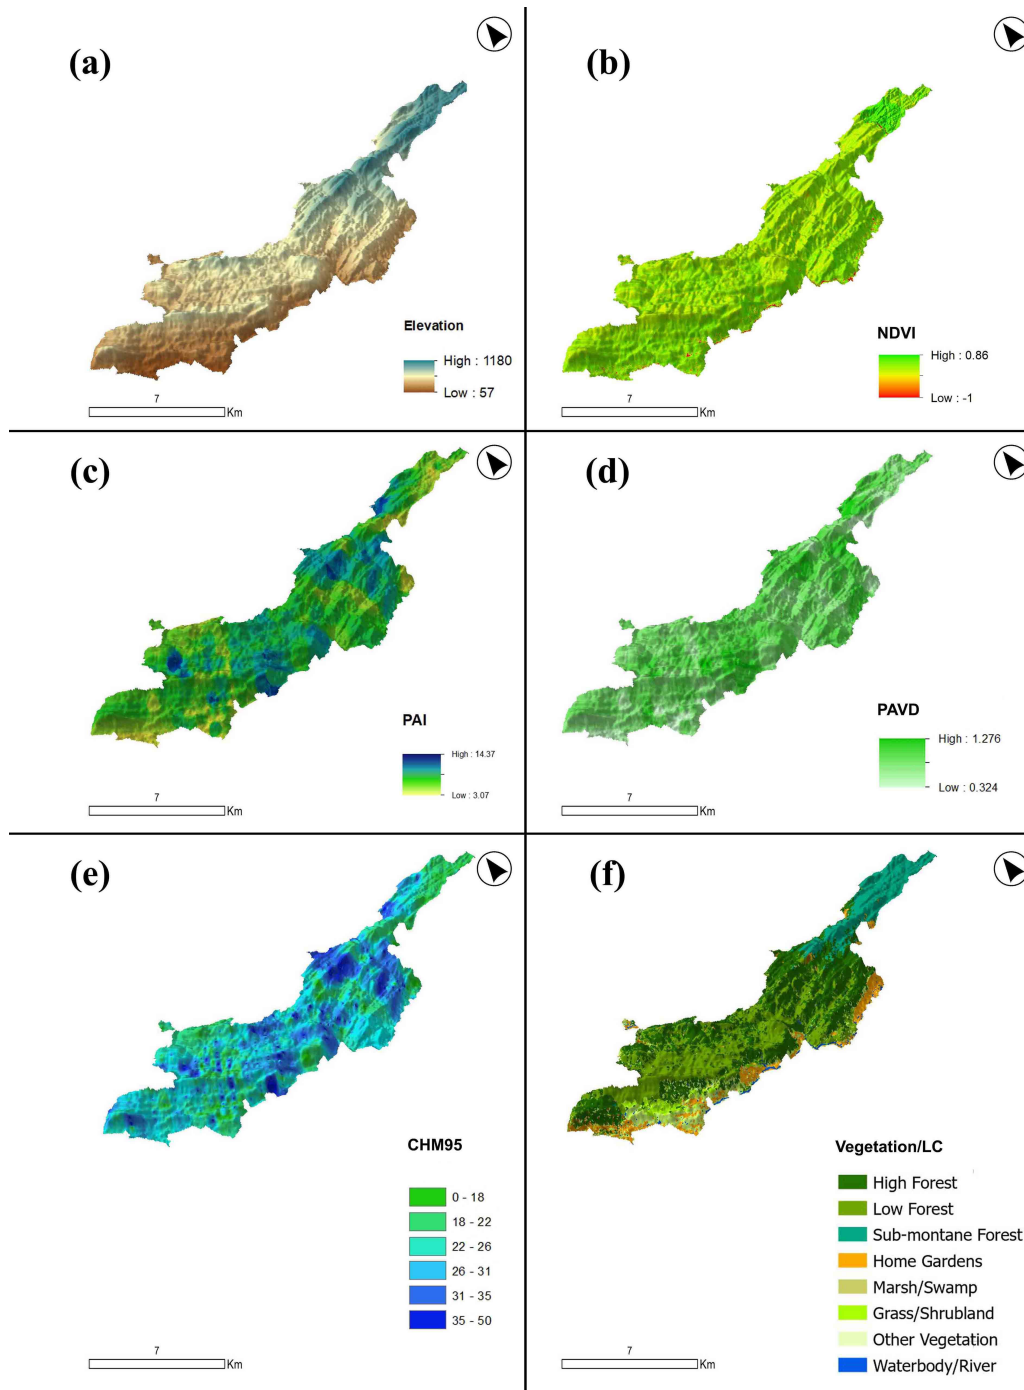 (a)
Elevation
High : 1180
Low : 57
7
Km
(b)
NDVI
High : 0.86
Low : -1
7
Km
(c)
PAI
High : 14.37
Low : 3.07
7
Km
(d)
PAVD
High : 1.276
Low : 0.324
7
Km
(e)
CHM95
0 - 18
18 - 22
22 - 26
26 - 31
31 - 35
35 - 50
7
Km
(f)
Vegetation/LC
High Forest
Low Forest
Sub-montane Forest
Home Gardens
Marsh/Swamp
Grass/Shrubland
Other Vegetation
Waterbody/River
7
Km